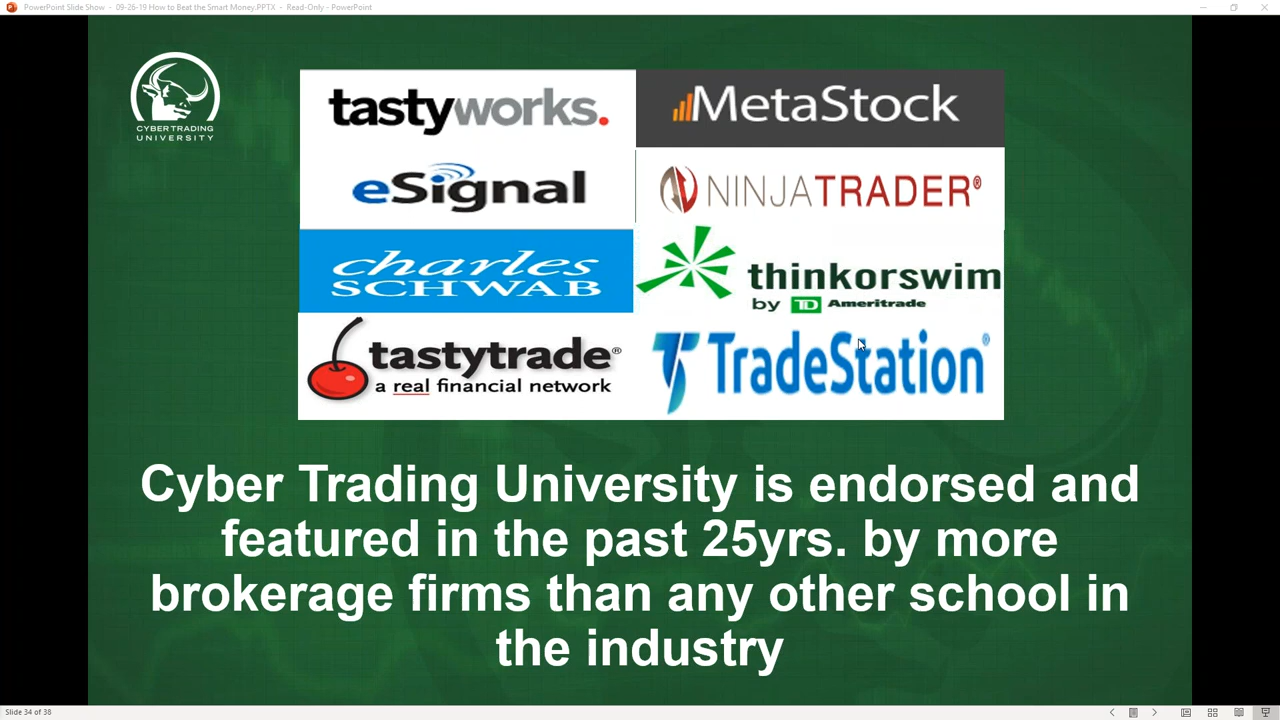 PowerPoint Slide Show - 09-26-19 How to Beat the Smart Money.PPTX - Read-Only - PowerPoint
CYBER TRADING
UNIVERSITY
tastyworks.
MetaStock
eSignal
NINJATRADER®
charles
SCHWAB
thinkorswim
by TD Ameritrade
tastytrade®
a real financial network
TradeStation®
Cyber Trading University is endorsed and
featured in the past 25yrs. by more
brokerage firms than any other school in
the industry
Slide 34 of 38